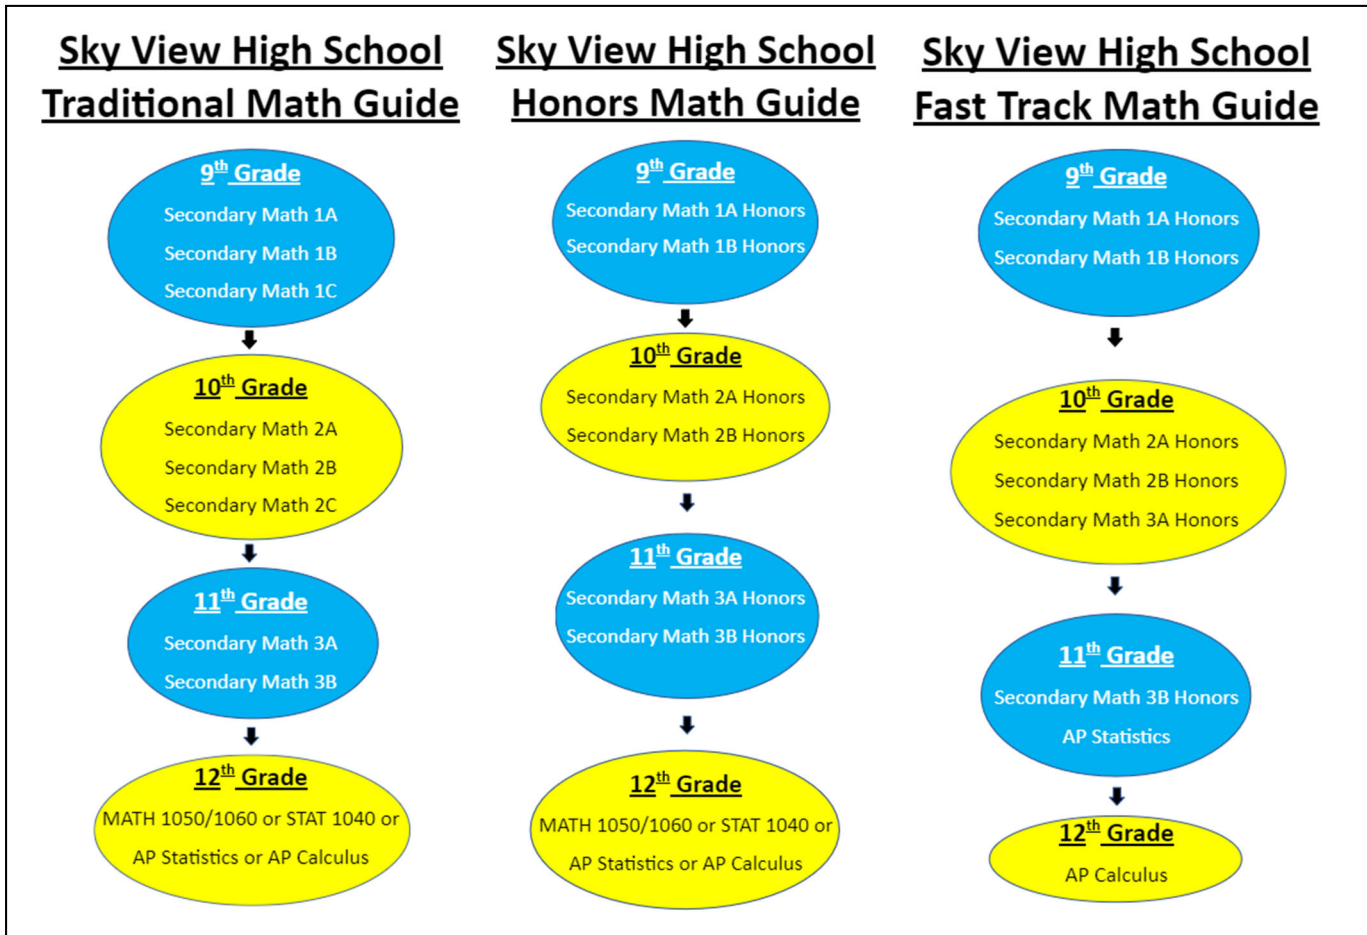 Sky View High School
Traditional Math Guide
9th Grade
Secondary Math 1A
Secondary Math 1B
Secondary Math 1C
10th Grade
Secondary Math 2A
Secondary Math 2B
Secondary Math 2C
11th Grade
Secondary Math 3A
Secondary Math 3B
12th Grade
MATH 1050/1060 or STAT 1040 or
AP Statistics or AP Calculus
Sky View High School
Honors Math Guide
9th Grade
Secondary Math 1A Honors
Secondary Math 1B Honors
10th Grade
Secondary Math 2A Honors
Secondary Math 2B Honors
11th Grade
Secondary Math 3A Honors
Secondary Math 3B Honors
12th Grade
MATH 1050/1060 or STAT 1040 or
AP Statistics or AP Calculus
Sky View High School
Fast Track Math Guide
9th Grade
Secondary Math 1A Honors
Secondary Math 1B Honors
10th Grade
Secondary Math 2A Honors
Secondary Math 2B Honors
Secondary Math 3A Honors
11th Grade
Secondary Math 3B Honors
AP Statistics
12th Grade
AP Calculus